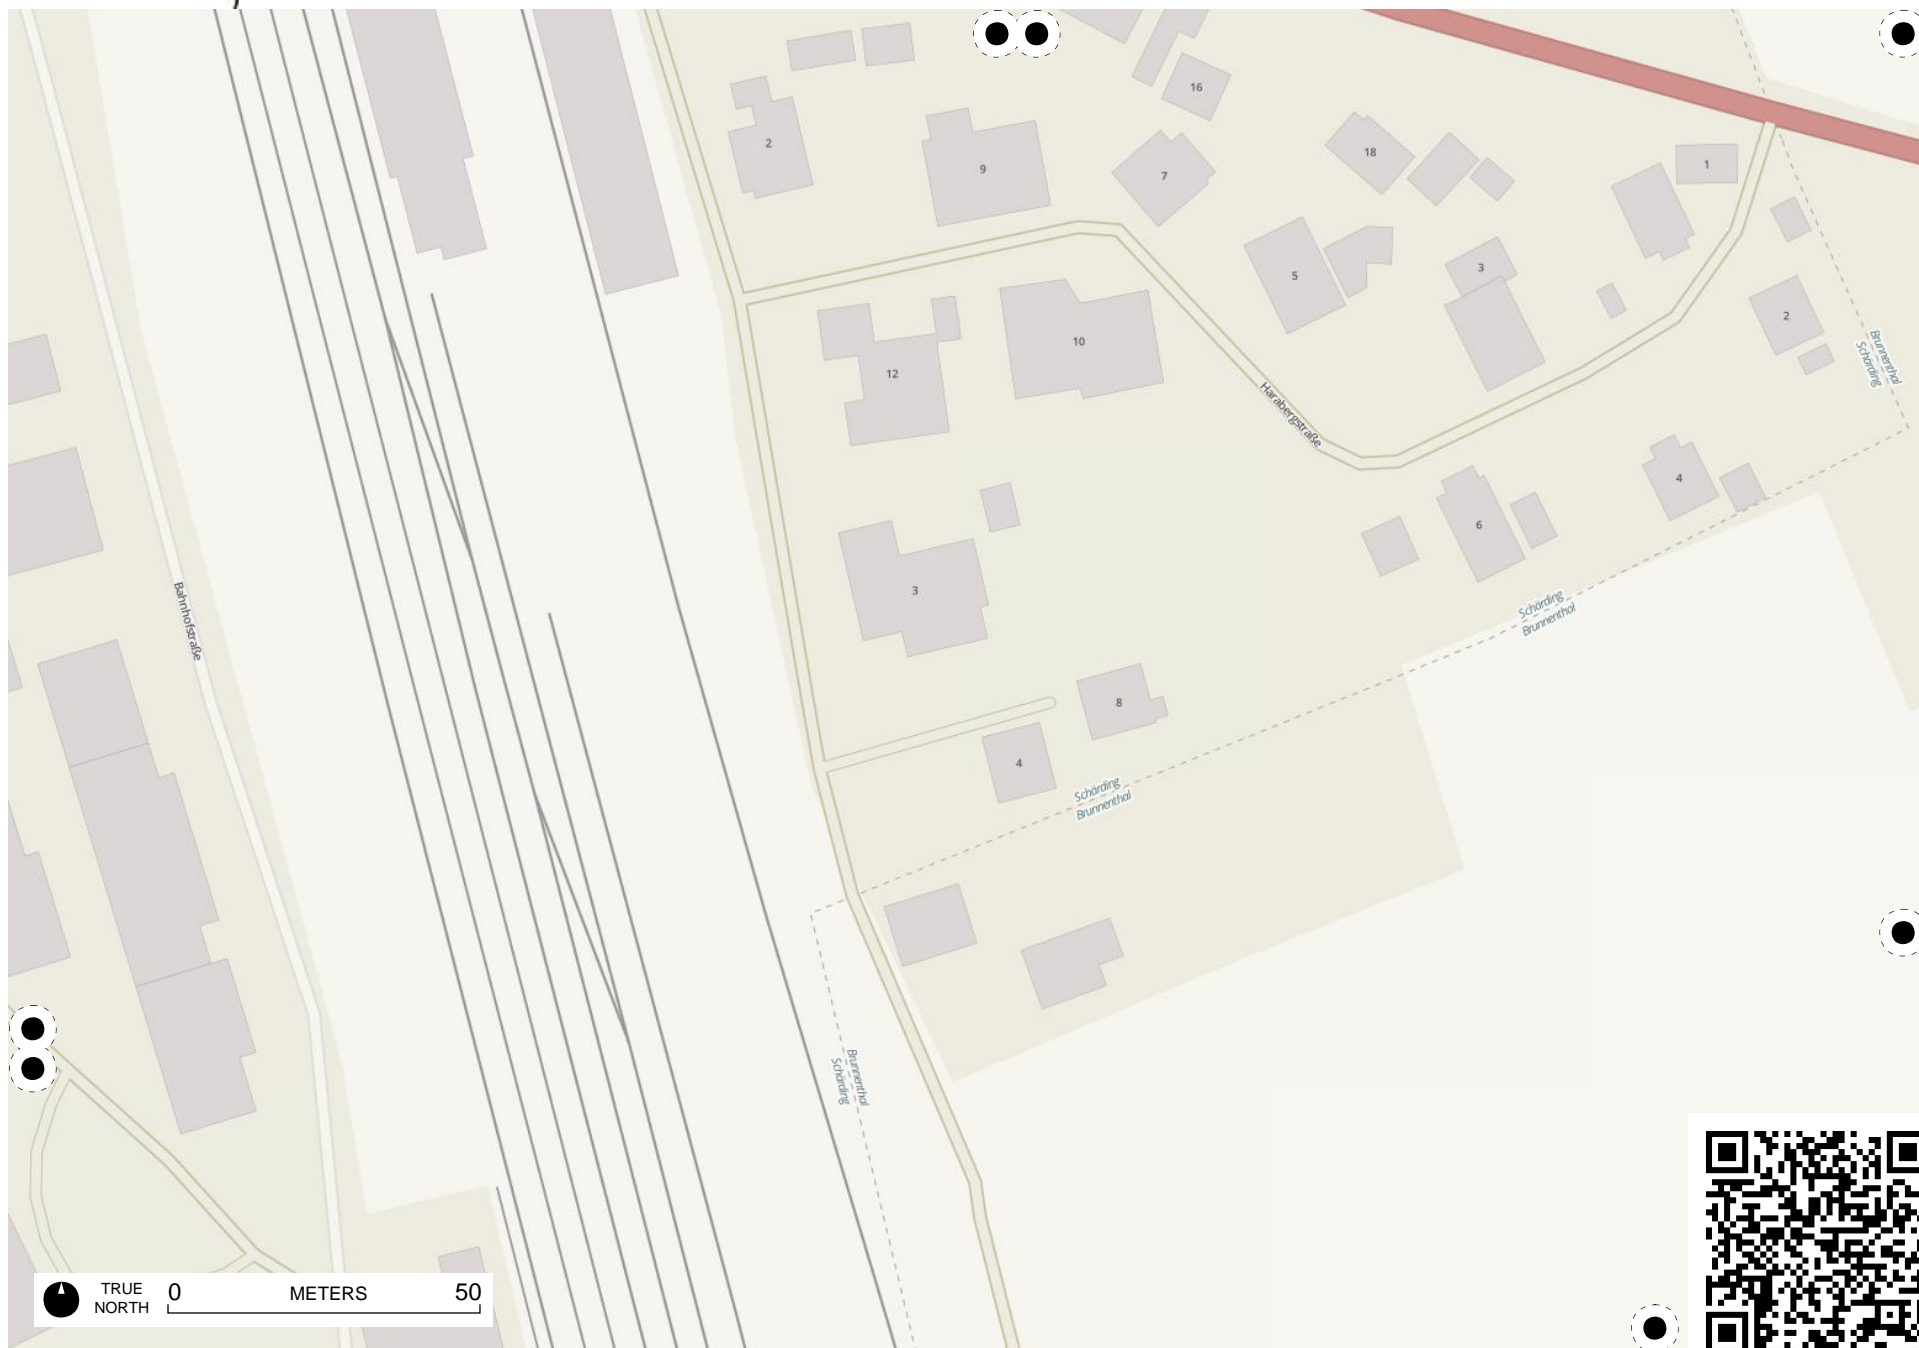 16
2
9
7
18
1
5
3
2
12
10
Brunnenthal
Schärding
Harabergstraße
4
6
3
Bahnhofstraße
Schärding
Brunnenthal
8
4
Schärding
Brunnenthal
Brunnenthal
Schärding
TRUE NORTH
0 METERS 50